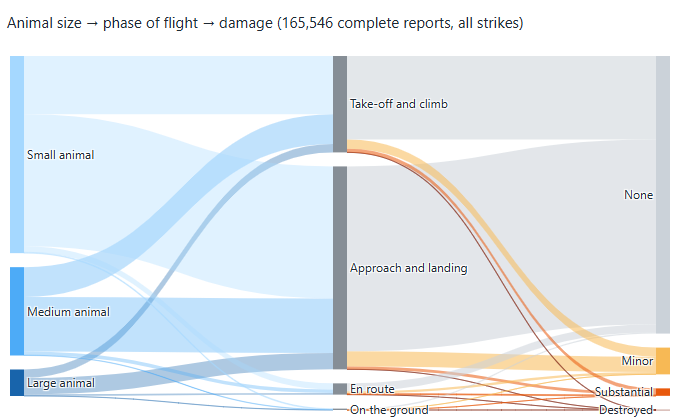 Animal size → phase of flight → damage (165,546 complete reports, all strikes)
Take-off and climb
Small animal
None
Approach and landing
Medium animal
Minor
Large animal
En route
Substantial
On the ground
Destroyed